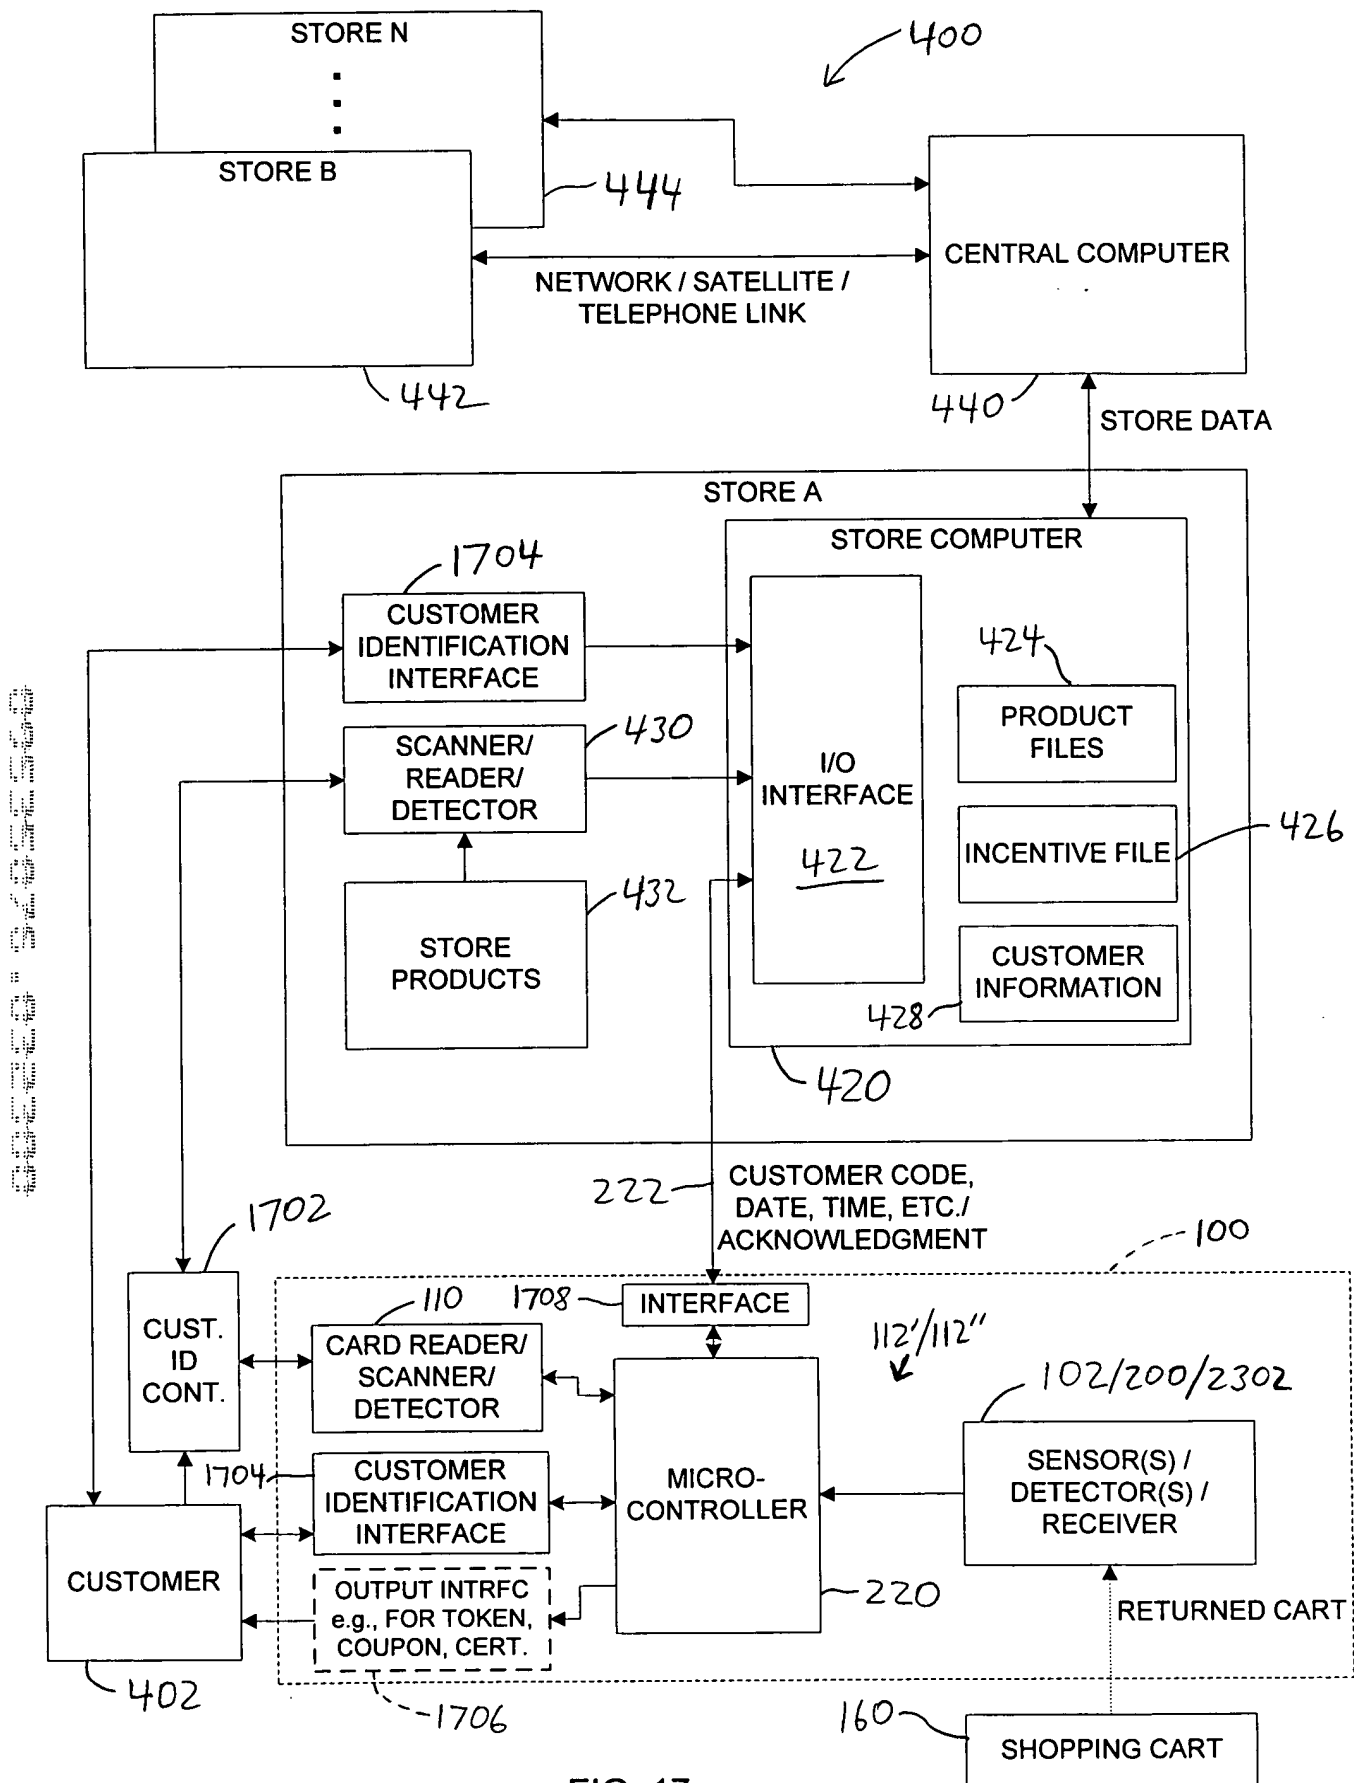 STORE N
400
STORE B
444
CENTRAL COMPUTER
NETWORK / SATELLITE /
TELEPHONE LINK
442
440
STORE DATA
STORE A
STORE COMPUTER
1704
CUSTOMER
IDENTIFICATION
INTERFACE
424
PRODUCT
FILES
430
SCANNER/
READER/
DETECTOR
I/O
INTERFACE
422
INCENTIVE FILE
426
432
STORE
PRODUCTS
CUSTOMER
INFORMATION
428
420
222
CUSTOMER CODE,
DATE, TIME, ETC./
ACKNOWLEDGMENT
1702
100
CUST.
ID
CONT.
110
CARD READER/
SCANNER/
DETECTOR
1708
INTERFACE
112'/112"
102/200/2302
1704
CUSTOMER
IDENTIFICATION
INTERFACE
MICRO-
CONTROLLER
SENSOR(S) /
DETECTOR(S) /
RECEIVER
CUSTOMER
OUTPUT INTRFC
e.g., FOR TOKEN,
COUPON, CERT.
220
RETURNED CART
402
1706
160
SHOPPING CART